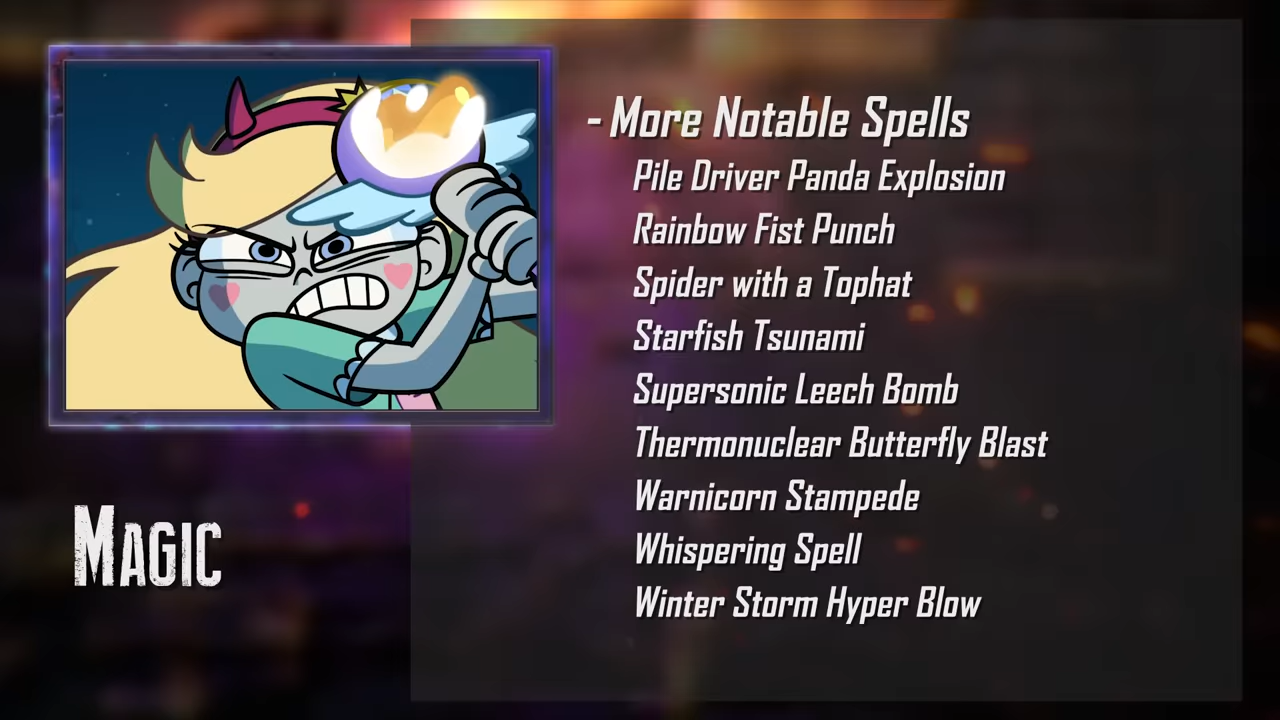 - More Notable Spells
Pile Driver Panda Explosion
Rainbow Fist Punch
Spider with a Tophat
Starfish Tsunami
Supersonic Leech Bomb
Thermonuclear Butterfly Blast
Warnicorn Stampede
Whispering Spell
Winter Storm Hyper Blow
Magic